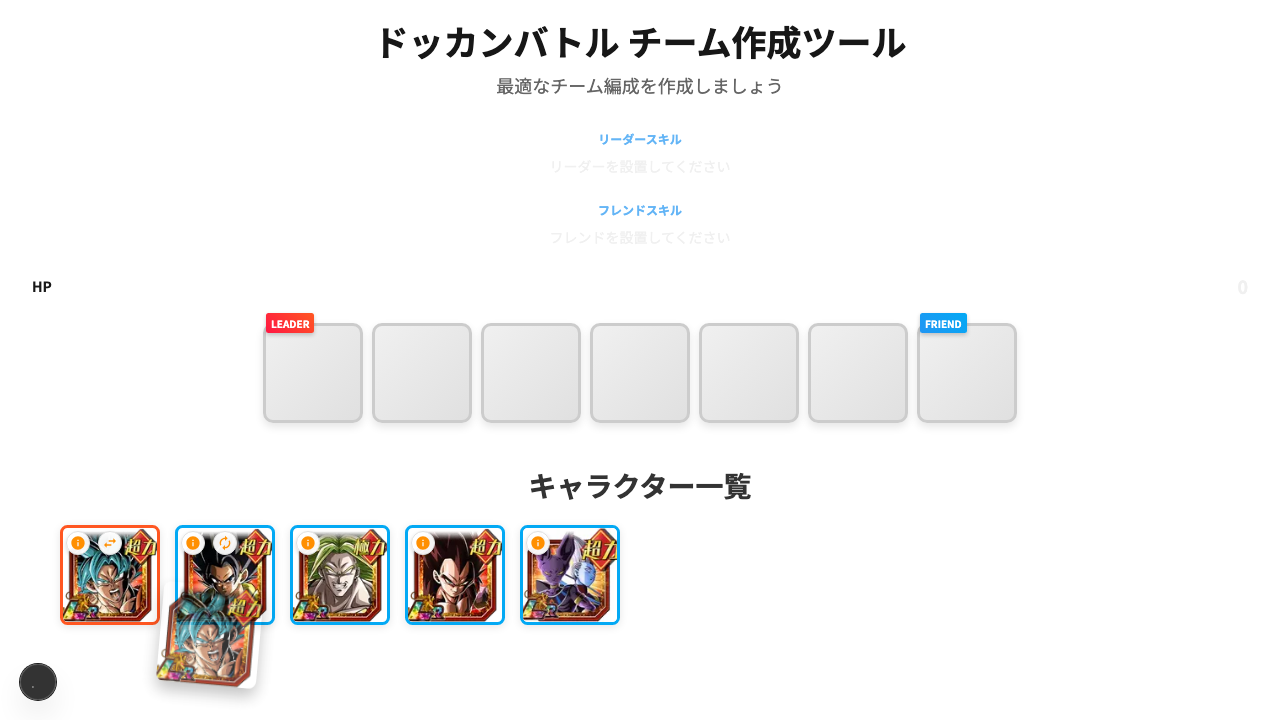 ドッカンバトル チーム作成ツール
最適なチーム編成を作成しましょう
リーダースキル
リーダーを設置してください
フレンドスキル
フレンドを設置してください
HP 0
LEADER FRIEND
キャラクター一覧
超力 超力 極力 超力 超力
超力